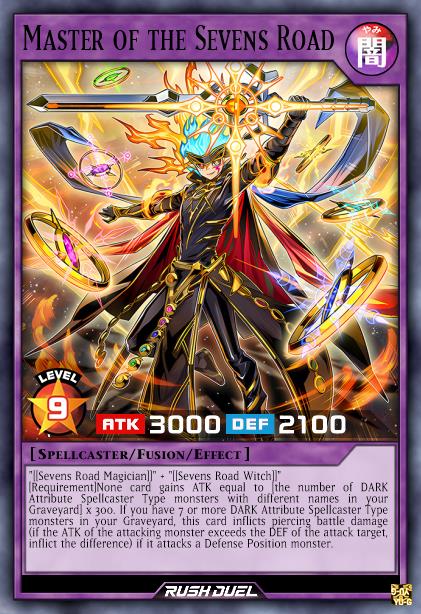 Master of the Sevens Road
やみ
闇
LEVEL
9
ATK 3000 DEF 2100
[Spellcaster/Fusion/Effect]
"[[Sevens Road Magician]]" + "[[Sevens Road Witch]]"
[Requirement]None card gains ATK equal to [the number of DARK
Attribute Spellcaster Type monsters with different names in your
Graveyard] x 300. If you have 7 or more DARK Attribute Spellcaster Type
monsters in your Graveyard, this card inflicts piercing battle damage
(if the ATK of the attacking monster exceeds the DEF of the attack target,
inflict the difference) if it attacks a Defense Position monster.
RUSH DUEL